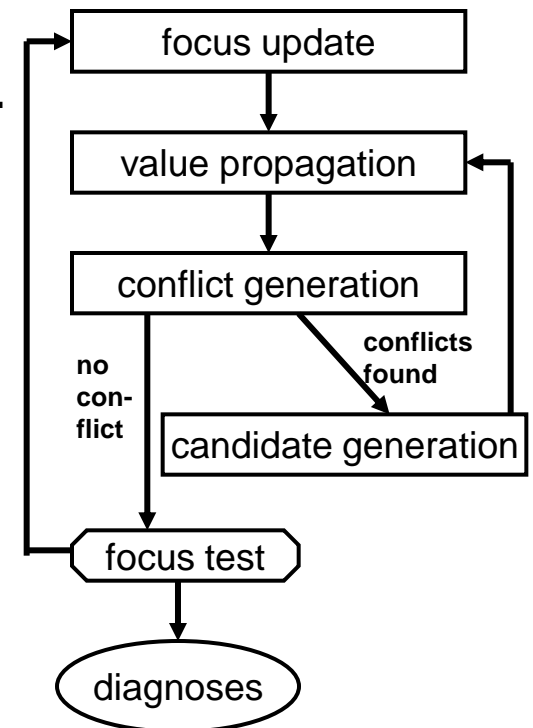 focus update
value propagation
conflict generation
conflicts
found
no
con-
flict
candidate generation
focus test
diagnoses